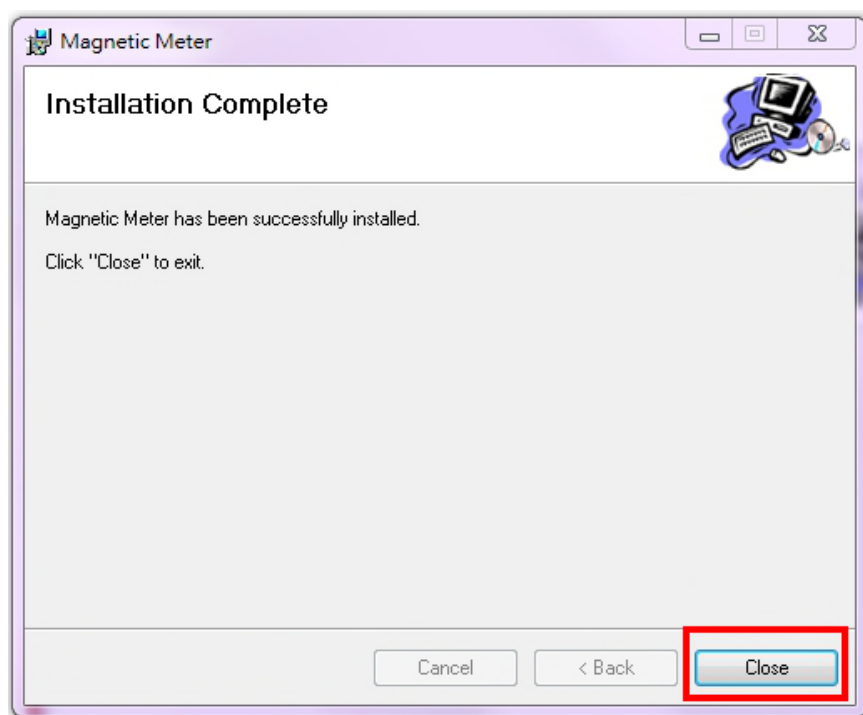 Magnetic Meter
Installation Complete
Magnetic Meter has been successfully installed.
Click "Close" to exit.
Cancel
< Back
Close